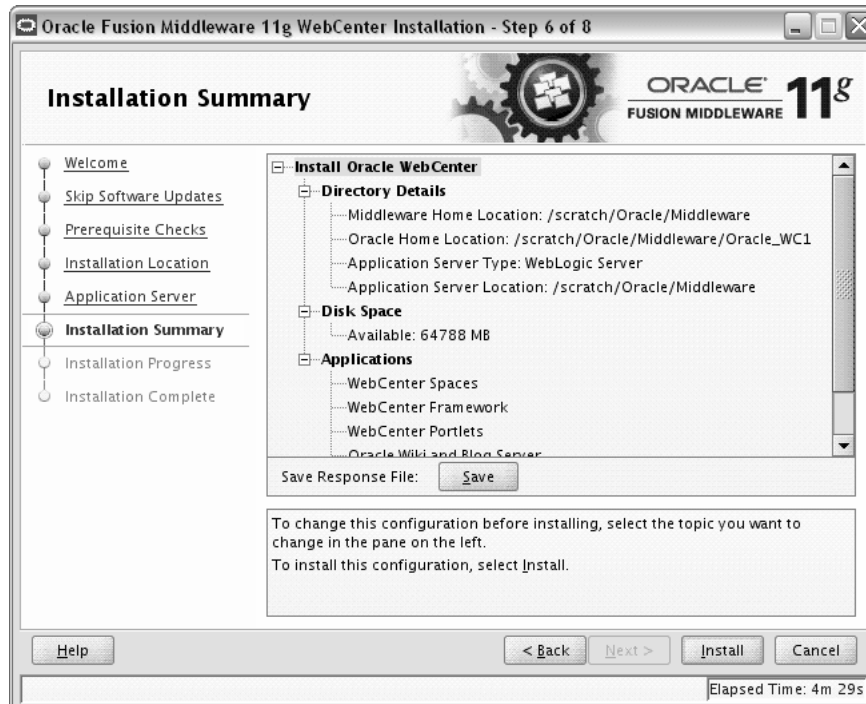 Oracle Fusion Middleware 11g WebCenter Installation - Step 6 of 8
Installation Summary
ORACLE
FUSION MIDDLEWARE
11g
Welcome
Skip Software Updates
Prerequisite Checks
Installation Location
Application Server
Installation Summary
Installation Progress
Installation Complete
Install Oracle WebCenter
Directory Details
Middleware Home Location: /scratch/Oracle/Middleware
Oracle Home Location: /scratch/Oracle/Middleware/Oracle_WC1
Application Server Type: WebLogic Server
Application Server Location: /scratch/Oracle/Middleware
Disk Space
Available: 64788 MB
Applications
WebCenter Spaces
WebCenter Framework
WebCenter Portlets
Oracle Wiki and Blog Server
Save Response File:
Save
To change this configuration before installing, select the topic you want to
change in the pane on the left.
To install this configuration, select Install.
Help
< Back
Next >
Install
Cancel
Elapsed Time: 4m 29s